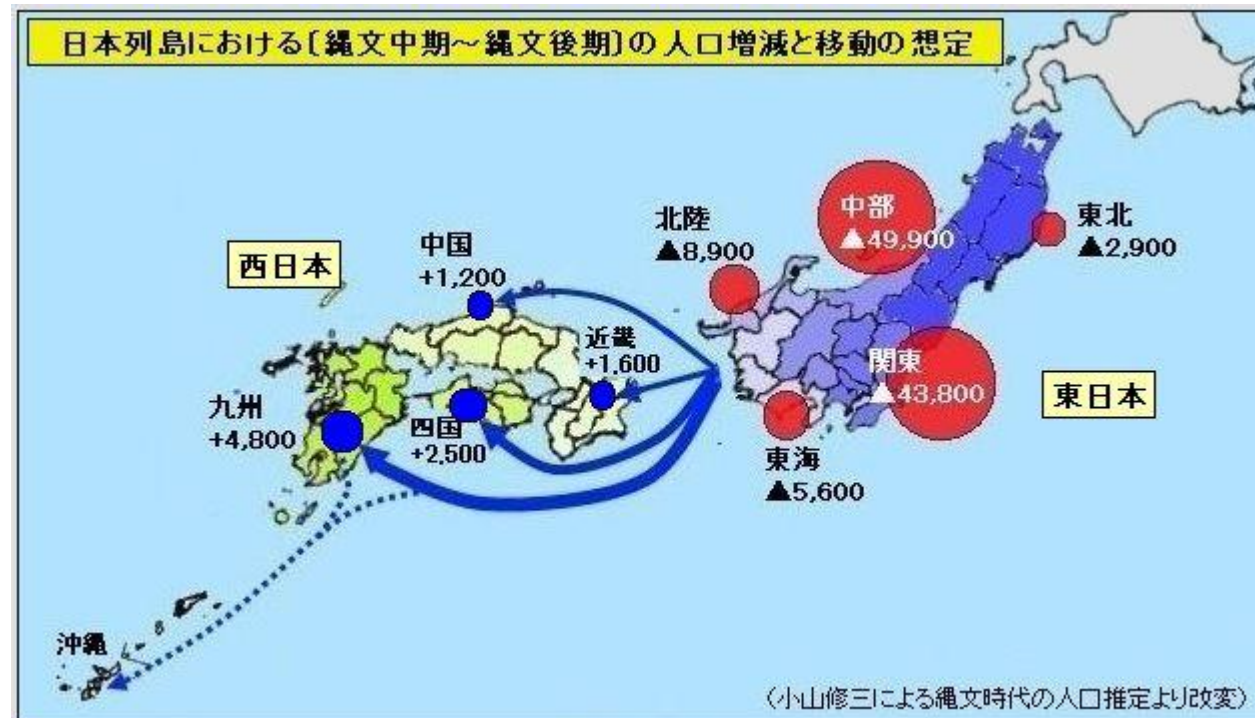 日本列島における〔縄文中期～縄文後期〕の人口増減と移動の想定
中部
▲49,900
北陸
▲8,900
東北
▲2,900
中国
+1,200
西日本
近畿
+1,600
関東
▲43,800
東日本
九州
+4,800
四国
+2,500
東海
▲5,600
沖縄
（小山修三による縄文時代の人口推定より改変）